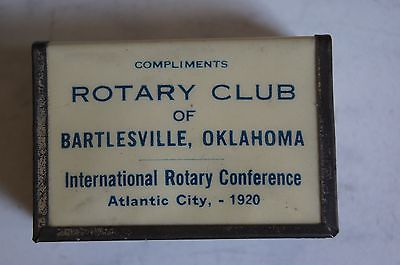 COMPLIMENTS
ROTARY CLUB
OF
BARTLESVILLE, OKLAHOMA
International Rotary Conference
Atlantic City, - 1920